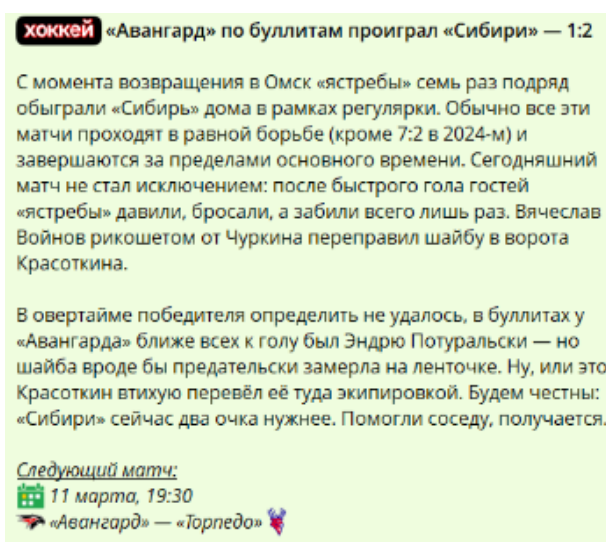 хоккей «Авангард» по буллитам проиграл «Сибири» — 1:2
С момента возвращения в Омск «ястребы» семь раз подряд
обыграли «Сибирь» дома в рамках регулярки. Обычно все эти
матчи проходят в равной борьбе (кроме 7:2 в 2024-м) и
завершаются за пределами основного времени. Сегодняшний
матч не стал исключением: после быстрого гола гостей
«ястребы» давили, бросали, а забили всего лишь раз. Вячеслав
Войнов рикошетом от Чуркина переправил шайбу в ворота
Красоткина.
В овертайме победителя определить не удалось, в буллитах у
«Авангарда» ближе всех к голу был Эндрю Потуральски — но
шайба вроде бы предательски замерла на ленточке. Ну, или это
Красоткин втихую перевёл её туда экипировкой. Будем честны:
«Сибири» сейчас два очка нужнее. Помогли соседу, получается.
Следующий матч:
11 марта, 19:30
«Авангард» — «Торпедо»